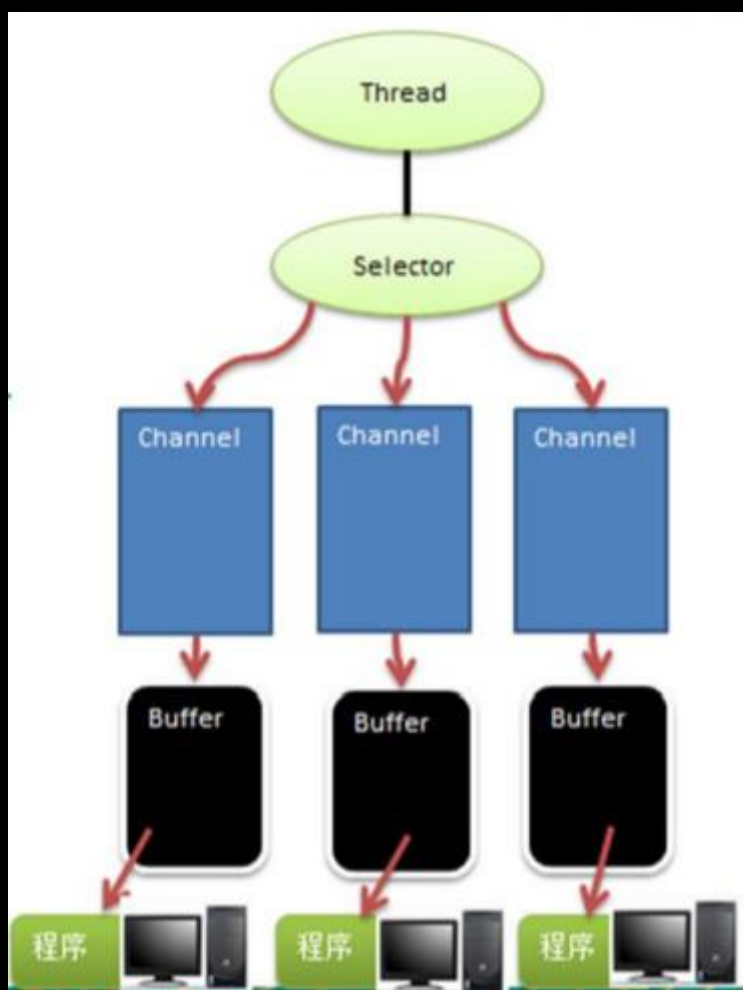 Thread
Selector
Channel
Channel
Channel
Buffer
Buffer
Buffer
程序
程序
程序